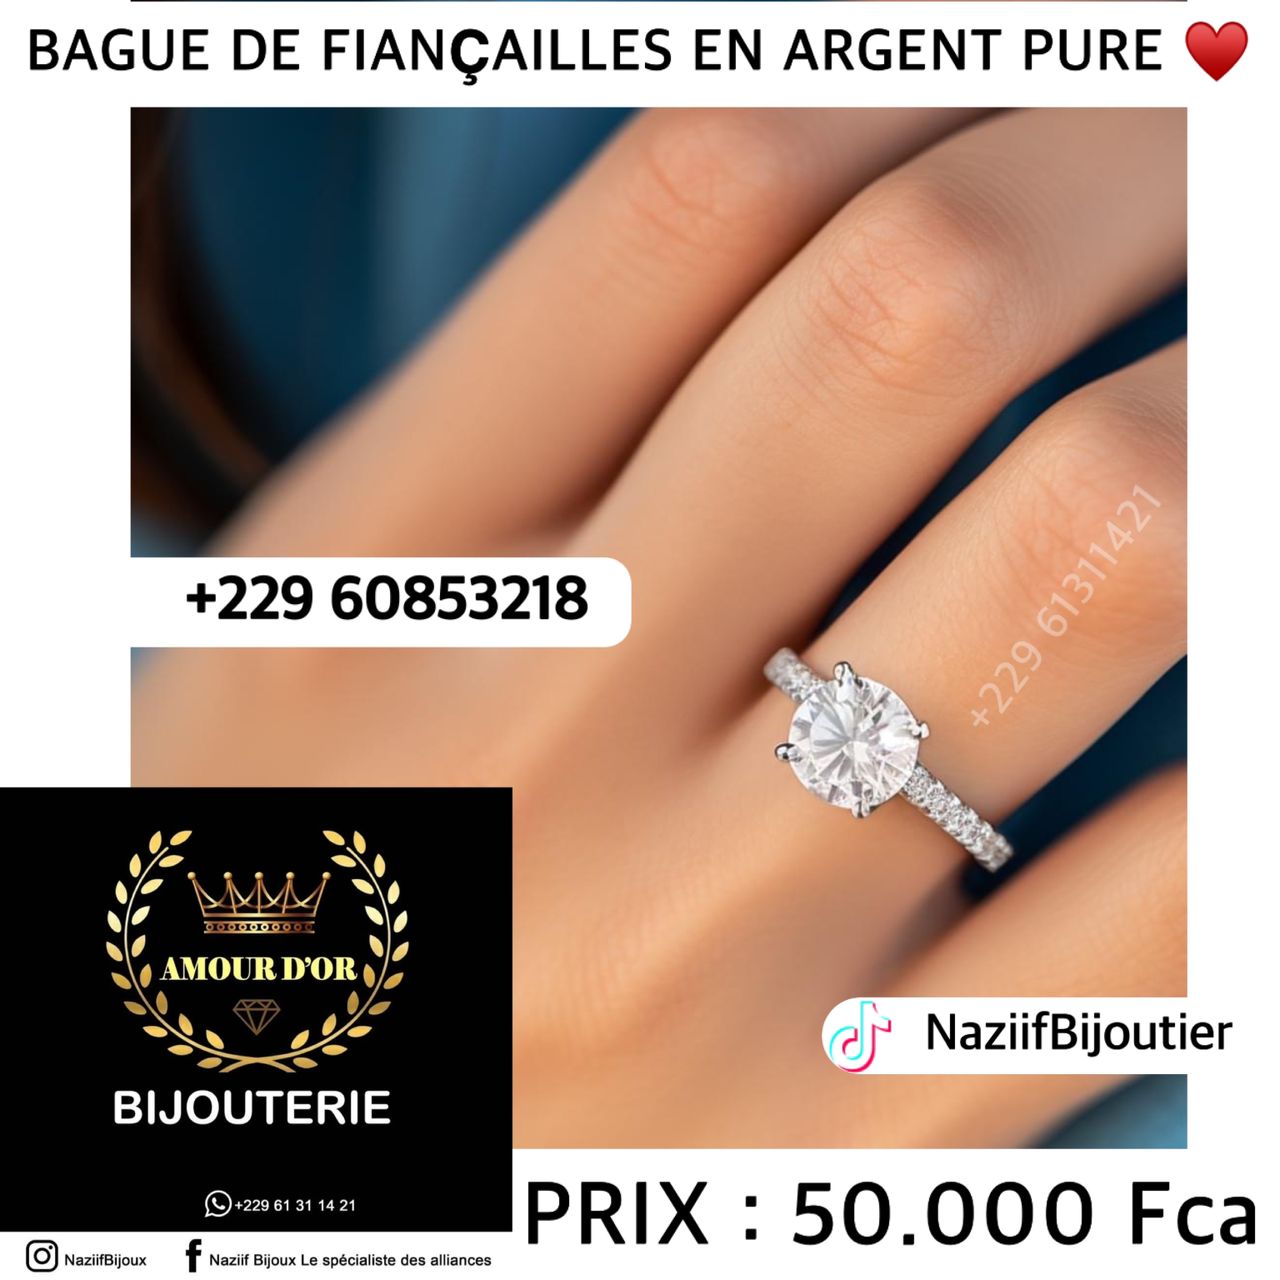 BAGUE DE FIANÇAILLES EN ARGENT PURE ♥
+229 60853218
+229 61311421
NaziifBijoutier
AMOUR D'OR
BIJOUTERIE
+229 61 31 14 21
PRIX : 50.000 Fca
NaziifBijoux
Naziif Bijoux Le spécialiste des alliances